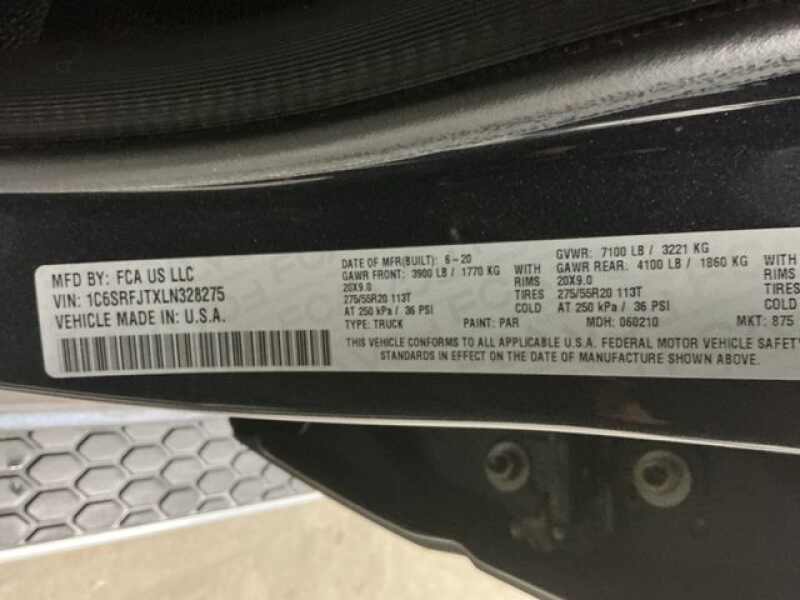 MFD BY: FCA US LLC
VIN: 1C6SRFJTXLN328275
VEHICLE MADE IN: U.S.A.
DATE OF MFR(BUILT): 6-20
GVWR: 7100 LB / 3221 KG
GAWR FRONT: 3900 LB / 1770 KG WITH
GAWR REAR: 4100 LB / 1860 KG WITH
20X9.0 RIMS
20X9.0 RIMS
275/55R20 113T TIRES
275/55R20 113T TIRES
AT 250 kPa / 36 PSI COLD
AT 250 kPa / 36 PSI COLD
TYPE: TRUCK PAINT: PAR MDH: 060210 MKT: 875
THIS VEHICLE CONFORMS TO ALL APPLICABLE U.S.A. FEDERAL MOTOR VEHICLE SAFETY
STANDARDS IN EFFECT ON THE DATE OF MANUFACTURE SHOWN ABOVE.